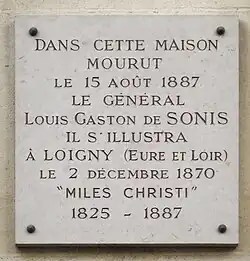 DANS CETTE MAISON
MOURUT
LE 15 AOÛT 1887
LE GÉNÉRAL
LOUIS GASTON DE SONIS
IL S'ILLUSTRA
À LOIGNY (EURE ET LOIR)
LE 2 DÉCEMBRE 1870
"MILES CHRISTI"
1825 - 1887